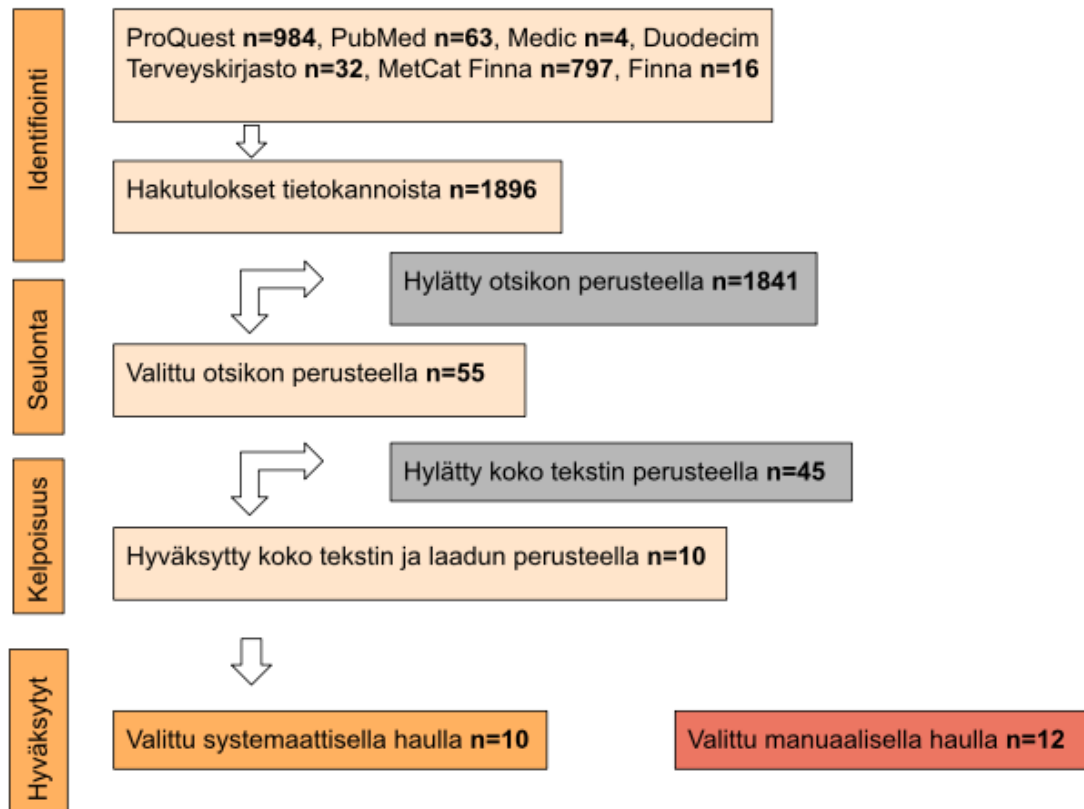 Identifiointi
ProQuest n=984, PubMed n=63, Medic n=4, Duodecim
Terveyskirjasto n=32, MetCat Finna n=797, Finna n=16
Hakutulokset tietokannoista n=1896
Seulonta
Hylätty otsikon perusteella n=1841
Valittu otsikon perusteella n=55
Kelpoisuus
Hylätty koko tekstin perusteella n=45
Hyväksytty koko tekstin ja laadun perusteella n=10
Hyväksytyt
Valittu systemaattisella haulla n=10
Valittu manuaalisella haulla n=12